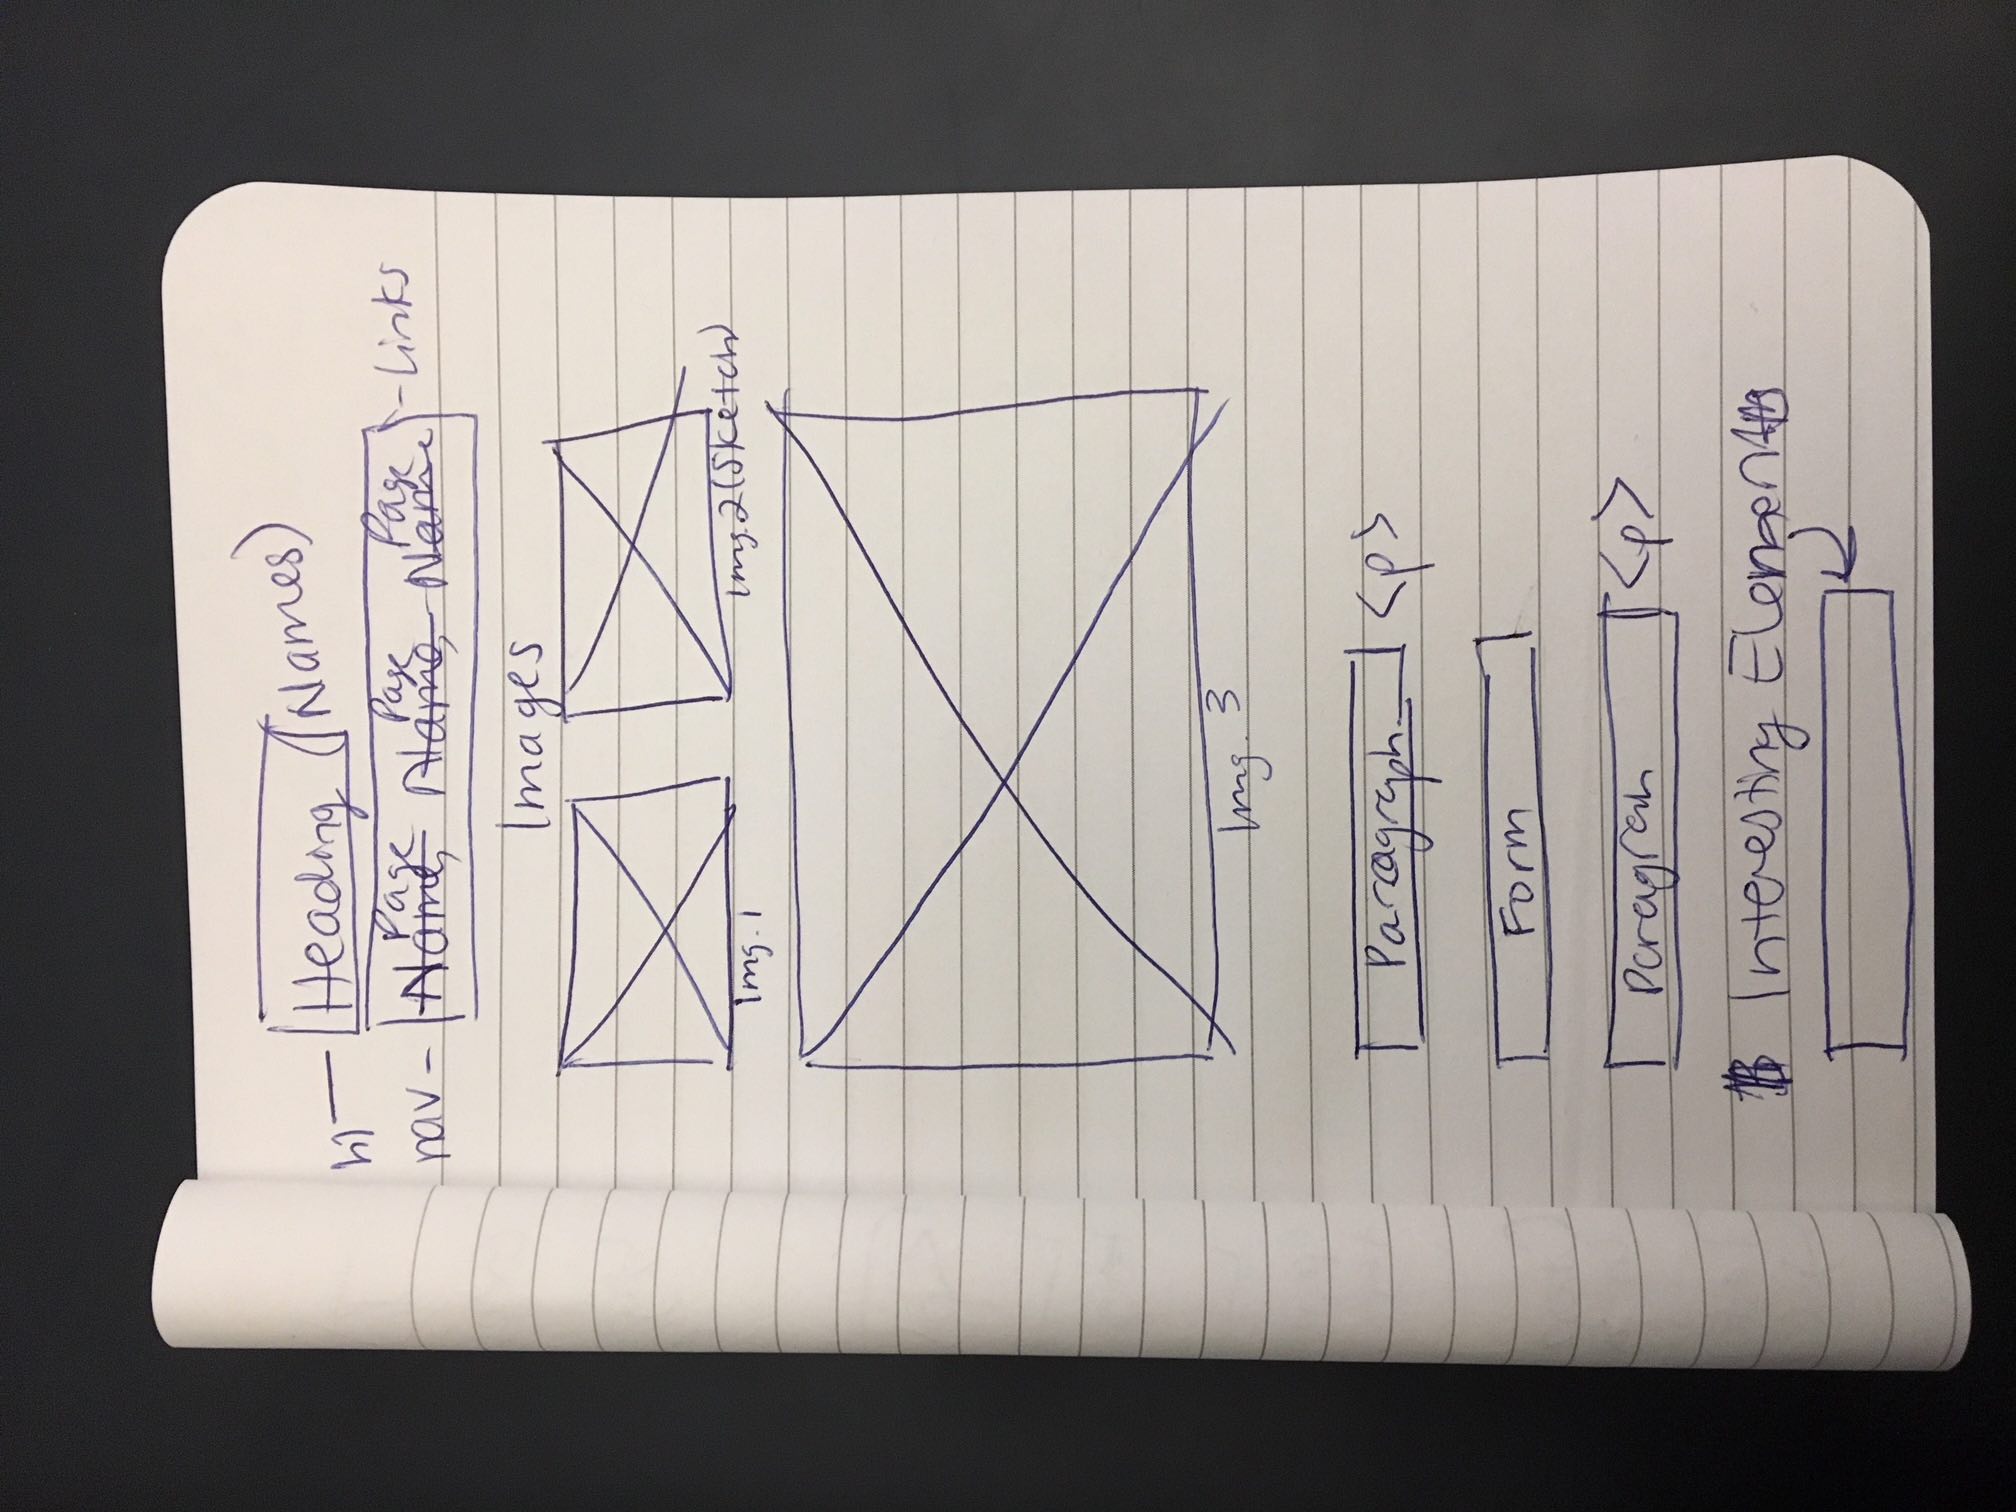 h1 — Heading (Names)
Page Page Page
nav - Name, Name, Name - Links
Images
Img. 1 Img. 2 (Sketch)
Img. 3
Paragraph <p>
Form
Paragrah <p>
Interesting Element